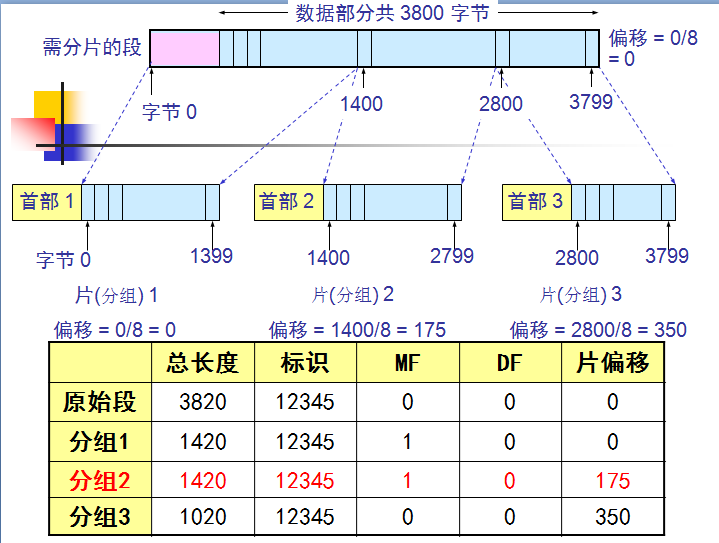 数据部分共 3800 字节
需分片的段
偏移 = 0/8
= 0
字节 0
1400
2800
3799
首部 1
首部 2
首部 3
字节 0
1399
1400
2799
2800
3799
片(分组) 1
片(分组) 2
片(分组) 3
偏移 = 0/8 = 0
偏移 = 1400/8 = 175
偏移 = 2800/8 = 350
总长度 标识 MF DF 片偏移
原始段 3820 12345 0 0 0
分组1 1420 12345 1 0 0
分组2 1420 12345 1 0 175
分组3 1020 12345 0 0 350